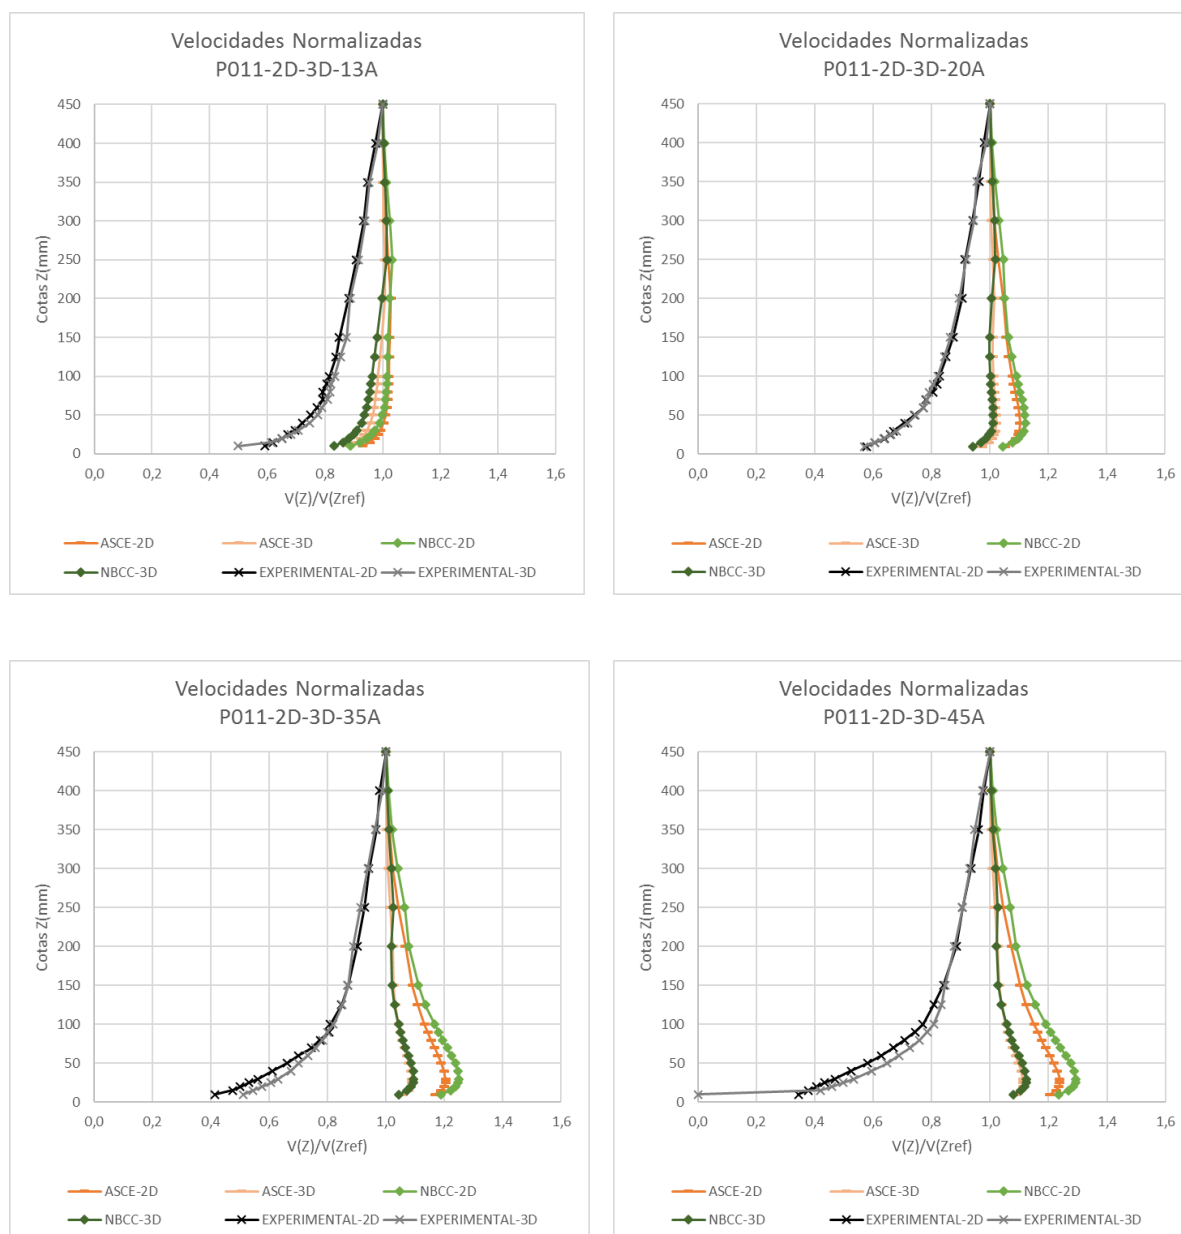 Velocidades Normalizadas
P011-2D-3D-13A
450
400
350
300
250
200
150
100
50
0
Cotas Z(mm)
0,0 0,2 0,4 0,6 0,8 1,0 1,2 1,4 1,6
V(Z)/V(Zref)
ASCE-2D ASCE-3D NBCC-2D
NBCC-3D EXPERIMENTAL-2D EXPERIMENTAL-3D
Velocidades Normalizadas
P011-2D-3D-20A
450
400
350
300
250
200
150
100
50
0
Cotas Z(mm)
0,0 0,2 0,4 0,6 0,8 1,0 1,2 1,4 1,6
V(Z)/V(Zref)
ASCE-2D ASCE-3D NBCC-2D
NBCC-3D EXPERIMENTAL-2D EXPERIMENTAL-3D
Velocidades Normalizadas
P011-2D-3D-35A
450
400
350
300
250
200
150
100
50
0
Cotas Z(mm)
0,0 0,2 0,4 0,6 0,8 1,0 1,2 1,4 1,6
V(Z)/V(Zref)
ASCE-2D ASCE-3D NBCC-2D
NBCC-3D EXPERIMENTAL-2D EXPERIMENTAL-3D
Velocidades Normalizadas
P011-2D-3D-45A
450
400
350
300
250
200
150
100
50
0
Cotas Z(mm)
0,0 0,2 0,4 0,6 0,8 1,0 1,2 1,4 1,6
V(Z)/V(Zref)
ASCE-2D ASCE-3D NBCC-2D
NBCC-3D EXPERIMENTAL-2D EXPERIMENTAL-3D